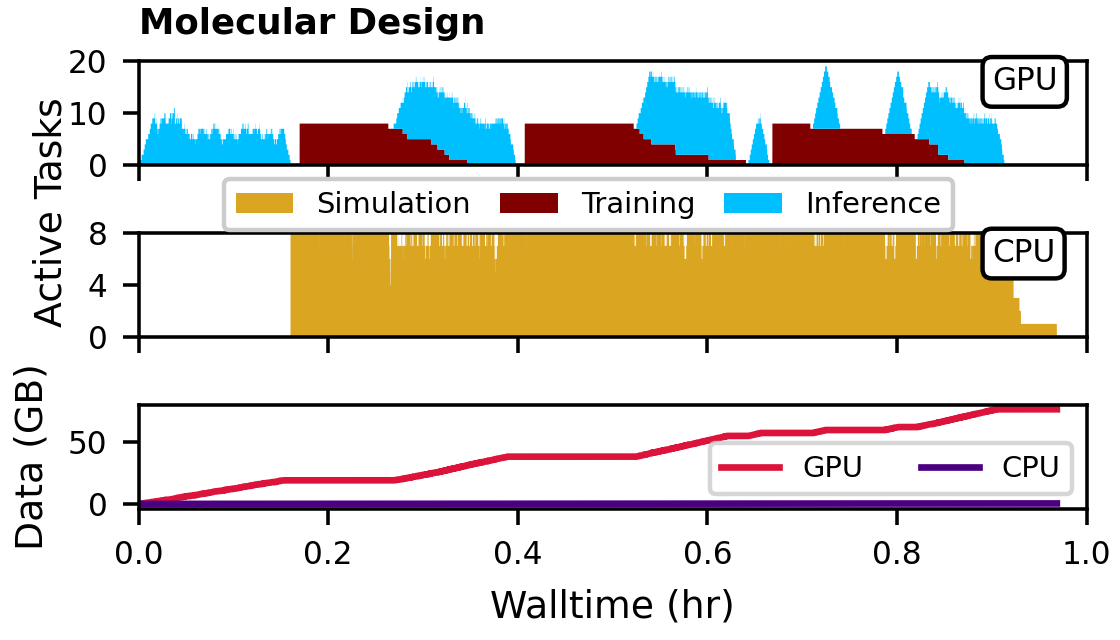 Molecular Design
20
10
0
GPU
Active Tasks
Simulation Training Inference
8
4
0
CPU
Data (GB)
50
0
GPU CPU
0.0 0.2 0.4 0.6 0.8 1.0
Walltime (hr)